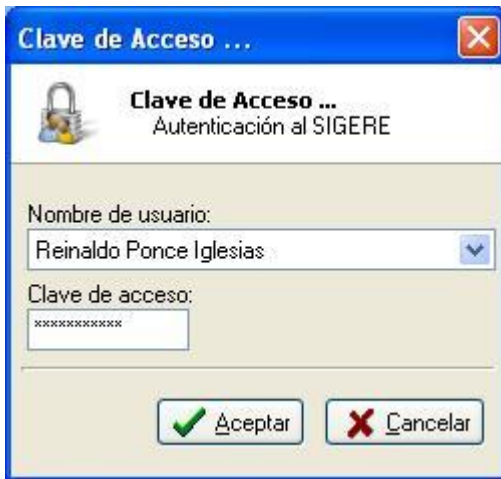 Clave de Acceso ...
Clave de Acceso ...
Autenticación al SIGERE
Nombre de usuario:
Reinaldo Ponce Iglesias
Clave de acceso:
***********
Aceptar
Cancelar